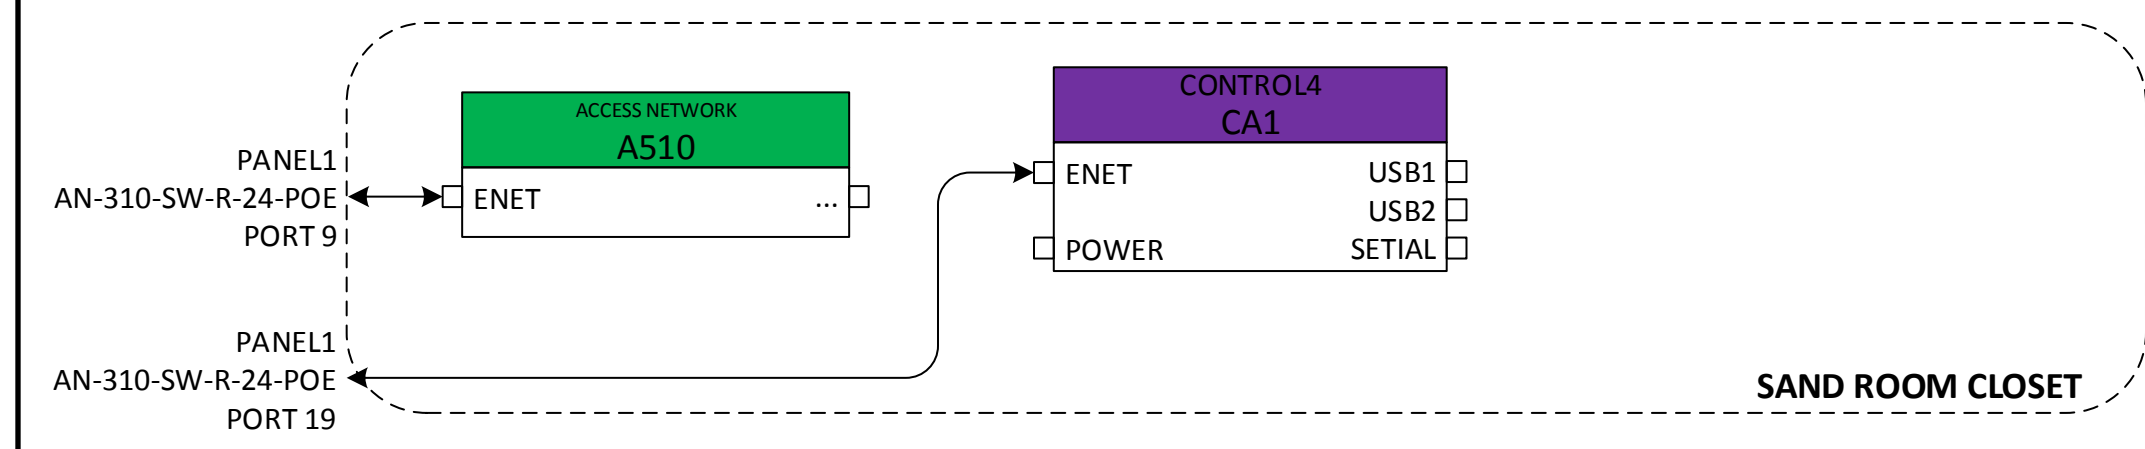 PANEL1
AN-310-SW-R-24-POE
PORT 9
ACCESS NETWORK
A510
ENET ...
CONTROL4
CA1
ENET USB1
USB2
POWER SETIAL
PANEL1
AN-310-SW-R-24-POE
PORT 19
SAND ROOM CLOSET